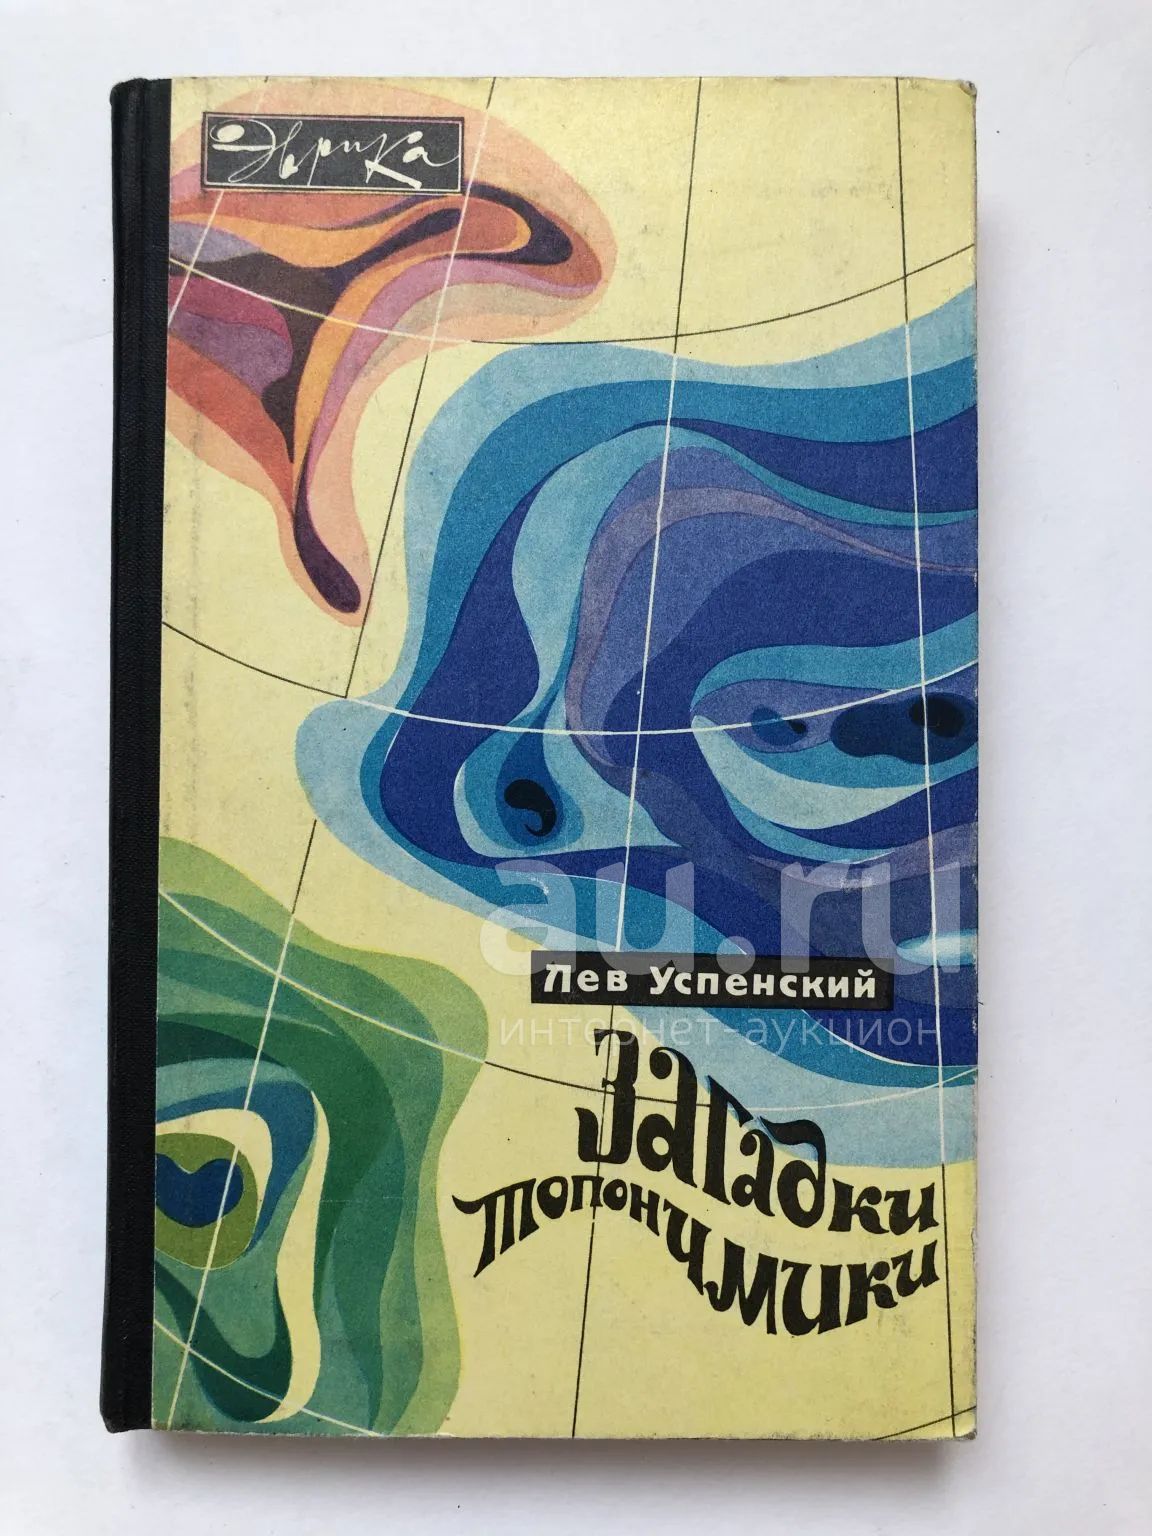 Эврика
au.ru
Лев Успенский
интернет-аукцион
Загадки
топонимики